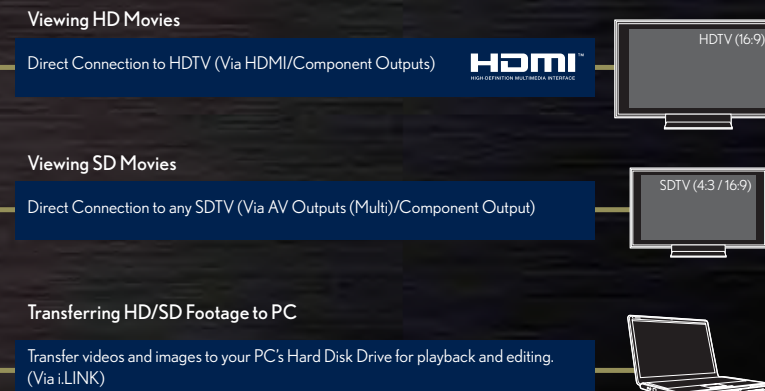 Viewing HD Movies
Direct Connection to HDTV (Via HDMI/Component Outputs)
HDMI™
HIGH-DEFINITION MULTIMEDIA INTERFACE
HDTV (16:9)
Viewing SD Movies
Direct Connection to any SDTV (Via AV Outputs (Multi)/Component Output)
SDTV (4:3 / 16:9)
Transferring HD/SD Footage to PC
Transfer videos and images to your PC's Hard Disk Drive for playback and editing.
(Via i.LINK)